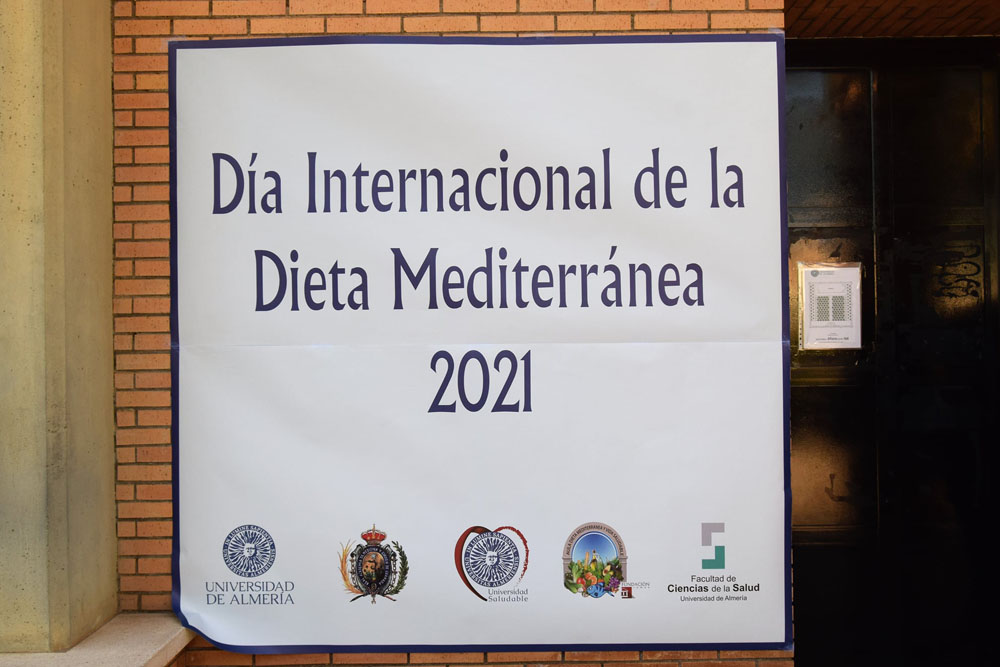 Día Internacional de la
Dieta Mediterránea
2021
UNIVERSIDAD
DE ALMERÍA
Universidad
Saludable
FUNDACIÓN
Facultad de
Ciencias de la Salud
Universidad de Almería